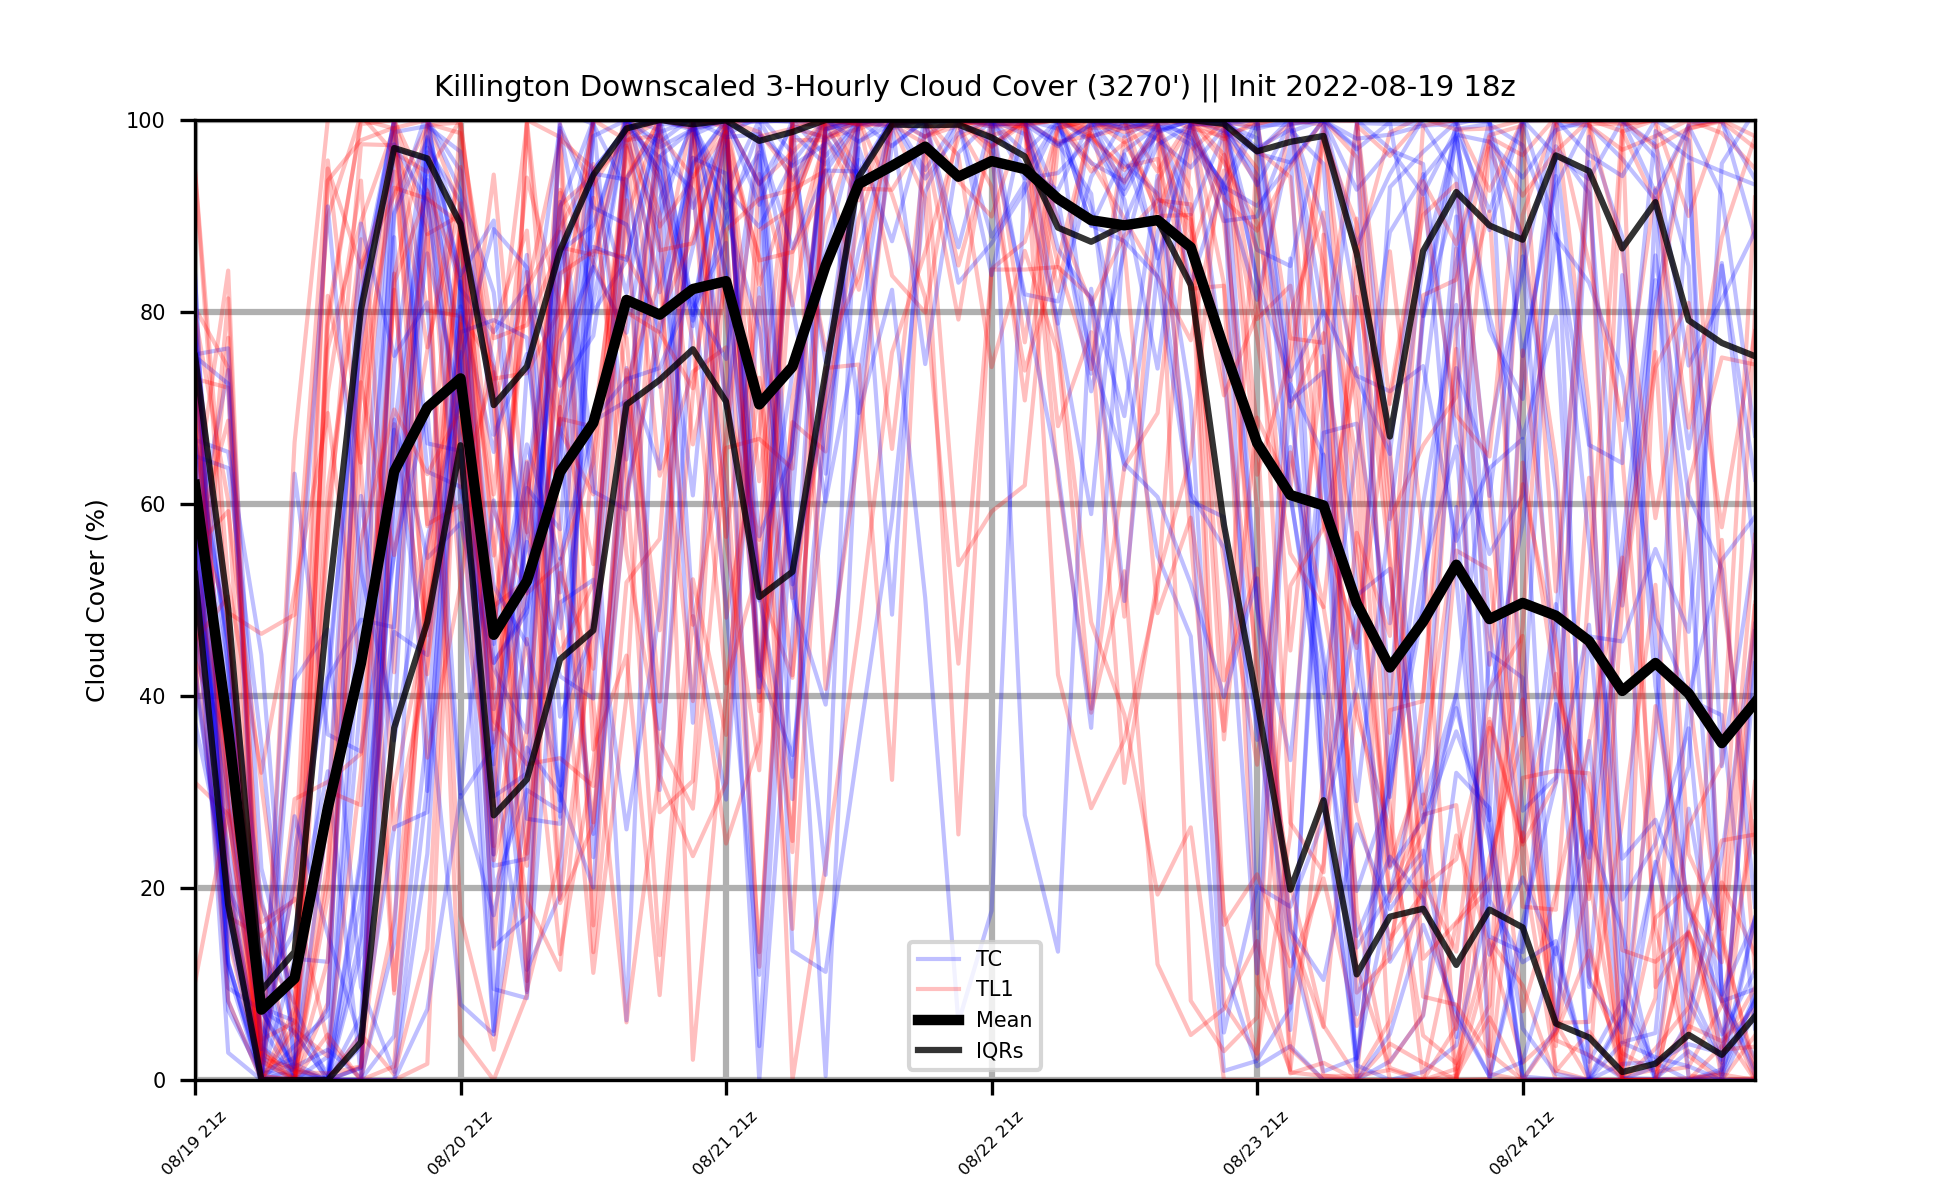 Killington Downscaled 3-Hourly Cloud Cover (3270') || Init 2022-08-19 18z
Cloud Cover (%)
100
80
60
40
20
0
TC
TL1
Mean
IQRs
08/19 21z
08/20 21z
08/21 21z
08/22 21z
08/23 21z
08/24 21z